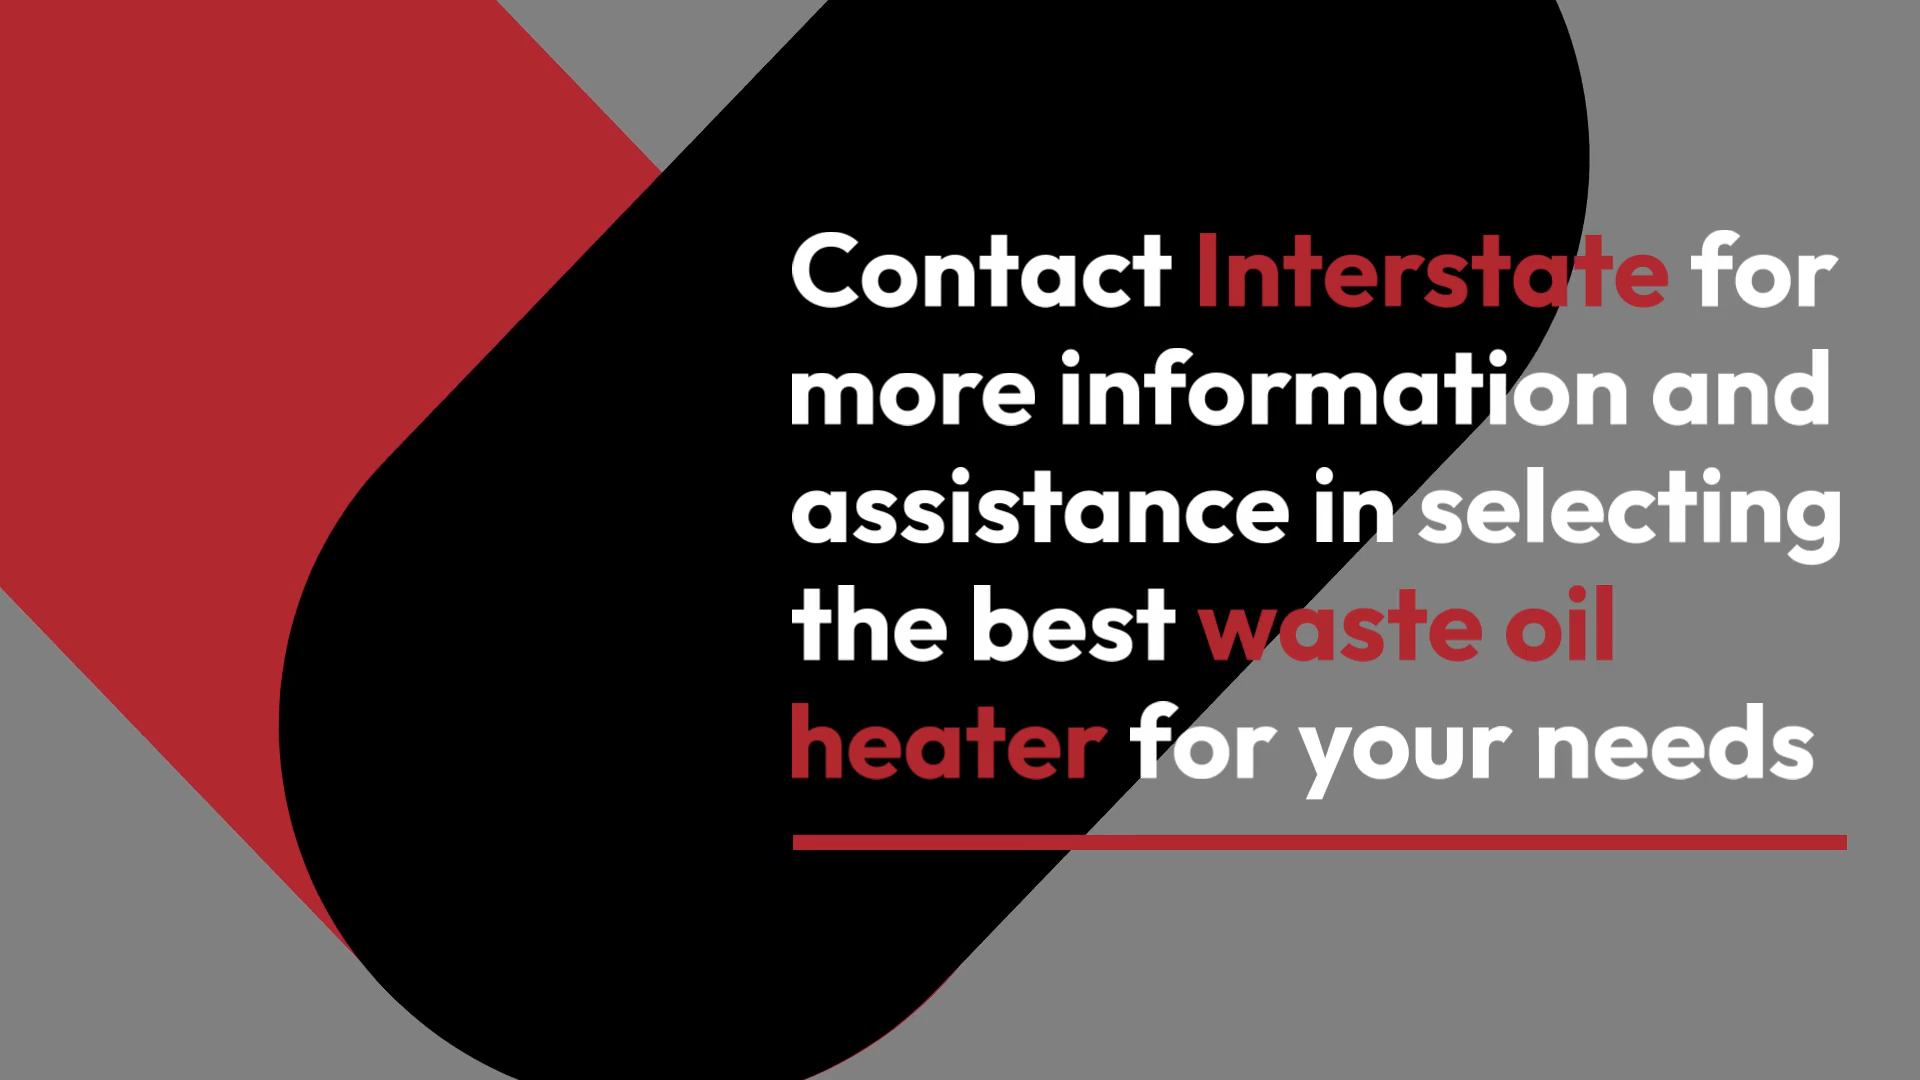 Contact Interstate for
more information and
assistance in selecting
the best waste oil
heater for your needs